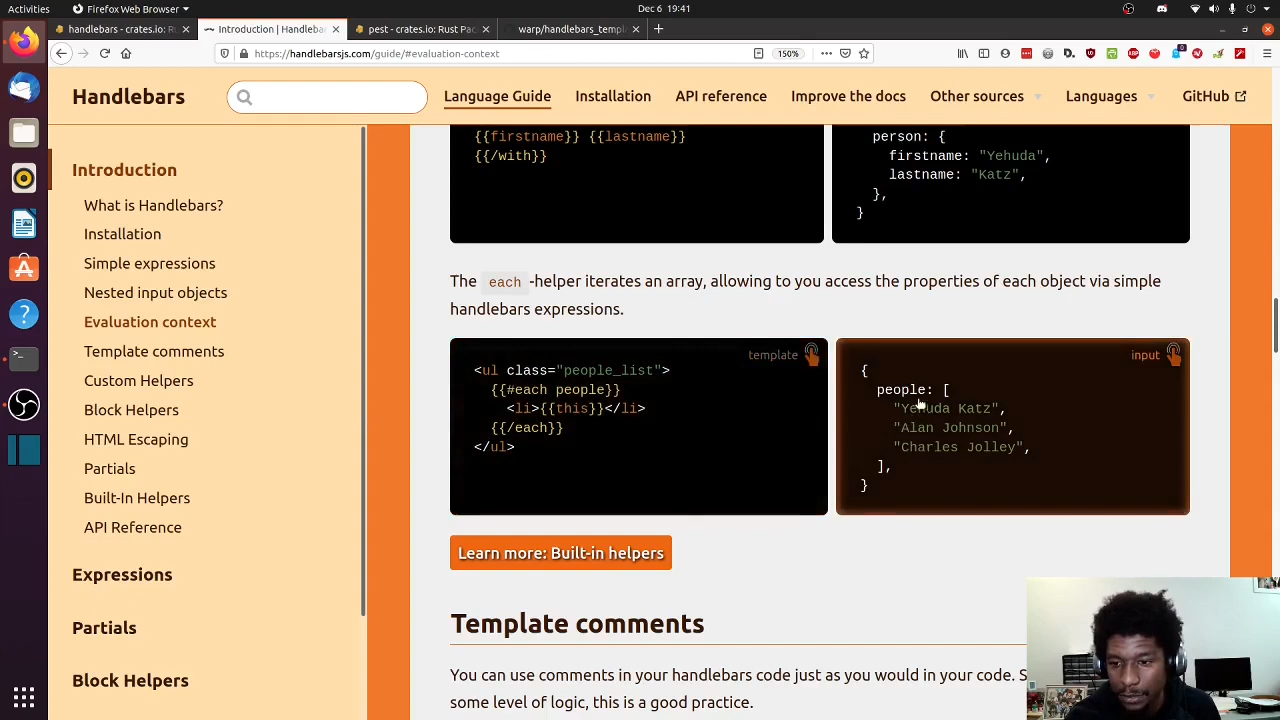 Activities
Firefox Web Browser
Dec 6 19:41
handlebars - crates.io: Ru
Introduction | Handlebar
pest - crates.io: Rust Pac
warp/handlebars_templ
https://handlebarsjs.com/guide/#evaluation-context
150%
Handlebars
Language Guide
Installation
API reference
Improve the docs
Other sources
Languages
GitHub
Introduction
What is Handlebars?
Installation
Simple expressions
Nested input objects
Evaluation context
Template comments
Custom Helpers
Block Helpers
HTML Escaping
Partials
Built-In Helpers
API Reference
Expressions
Partials
Block Helpers
{{firstname}} {{lastname}}
{{/with}}
person: {
firstname: "Yehuda",
lastname: "Katz",
},
}
The each-helper iterates an array, allowing to you access the properties of each object via simple
handlebars expressions.
template
<ul class="people_list">
{{#each people}}
<li>{{this}}</li>
{{/each}}
</ul>
input
{
people: [
"Yehuda Katz",
"Alan Johnson",
"Charles Jolley",
],
}
Learn more: Built-in helpers
Template comments
You can use comments in your handlebars code just as you would in your code. S
some level of logic, this is a good practice.